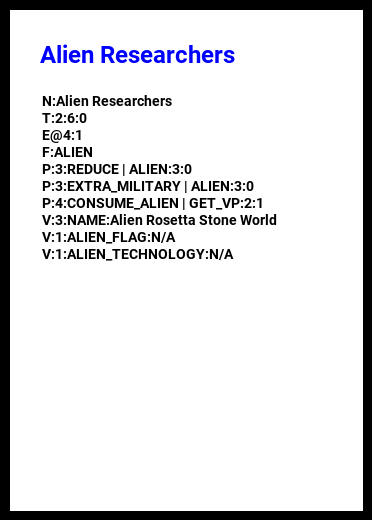 Alien Researchers
N:Alien Researchers
T:2:6:0
E@4:1
F:ALIEN
P:3:REDUCE | ALIEN:3:0
P:3:EXTRA_MILITARY | ALIEN:3:0
P:4:CONSUME_ALIEN | GET_VP:2:1
V:3:NAME:Alien Rosetta Stone World
V:1:ALIEN_FLAG:N/A
V:1:ALIEN_TECHNOLOGY:N/A